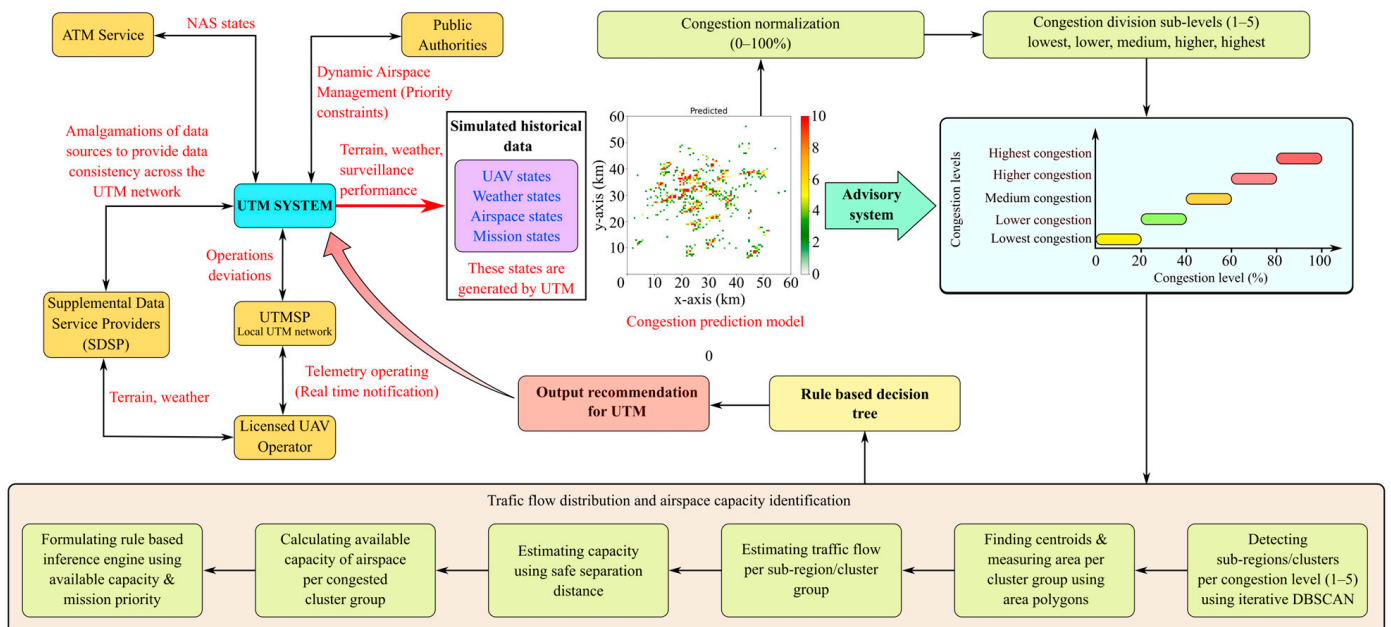 ATM Service
NAS states
Public
Authorities
Dynamic Airspace
Management (Priority
constraints)
Amalgamations of data
sources to provide data
consistency across the
UTM network
Terrain, weather,
surveillance
performance
UTM SYSTEM
Operations
deviations
Supplemental Data
Service Providers
(SDSP)
UTMSP
Local UTM network
Terrain, weather
Telemetry operating
(Real time notification)
Licensed UAV
Operator
Simulated historical
data
UAV states
Weather states
Airspace states
Mission states
These states are
generated by UTM
Congestion normalization
(0–100%)
Congestion division sub-levels (1–5)
lowest, lower, medium, higher, highest
Predicted
60
50
40
30
20
10
0
10
20
30
40
50
60
y-axis (km)
x-axis (km)
10
8
6
4
2
0
Congestion prediction model
0
Advisory
system
Congestion levels
Highest congestion
Higher congestion
Medium congestion
Lower congestion
Lowest congestion
0
20
40
60
80
100
Congestion level (%)
Output recommendation
for UTM
Rule based decision
tree
Trafic flow distribution and airspace capacity identification
Formulating rule based
inference engine using
available capacity &
mission priority
Calculating available
capacity of airspace
per congested
cluster group
Estimating capacity
using safe separation
distance
Estimating traffic flow
per sub-region/cluster
group
Finding centroids &
measuring area per
cluster group using
area polygons
Detecting
sub-regions/clusters
per congestion level (1–5)
using iterative DBSCAN